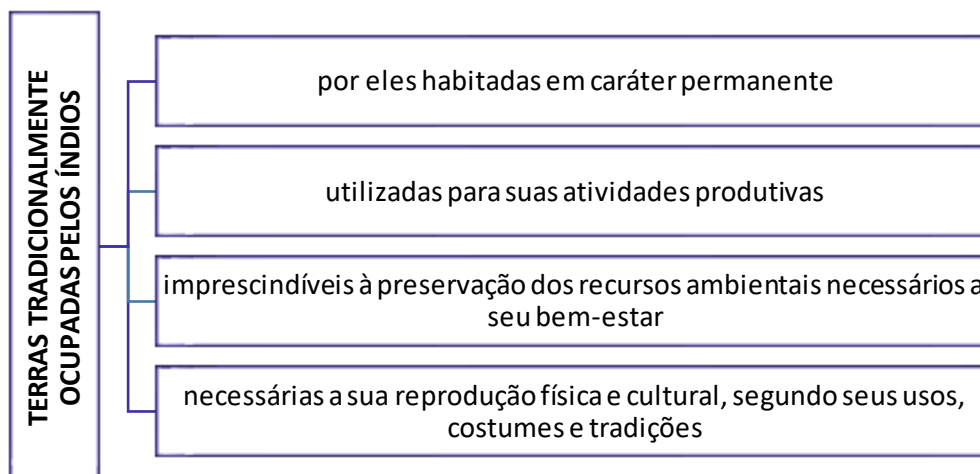 TERRAS TRADICIONALMENTE
OCUPADAS PELOS ÍNDIOS
por eles habitadas em caráter permanente
utilizadas para suas atividades produtivas
imprescindíveis à preservação dos recursos ambientais necessários a
seu bem-estar
necessárias a sua reprodução física e cultural, segundo seus usos,
costumes e tradições